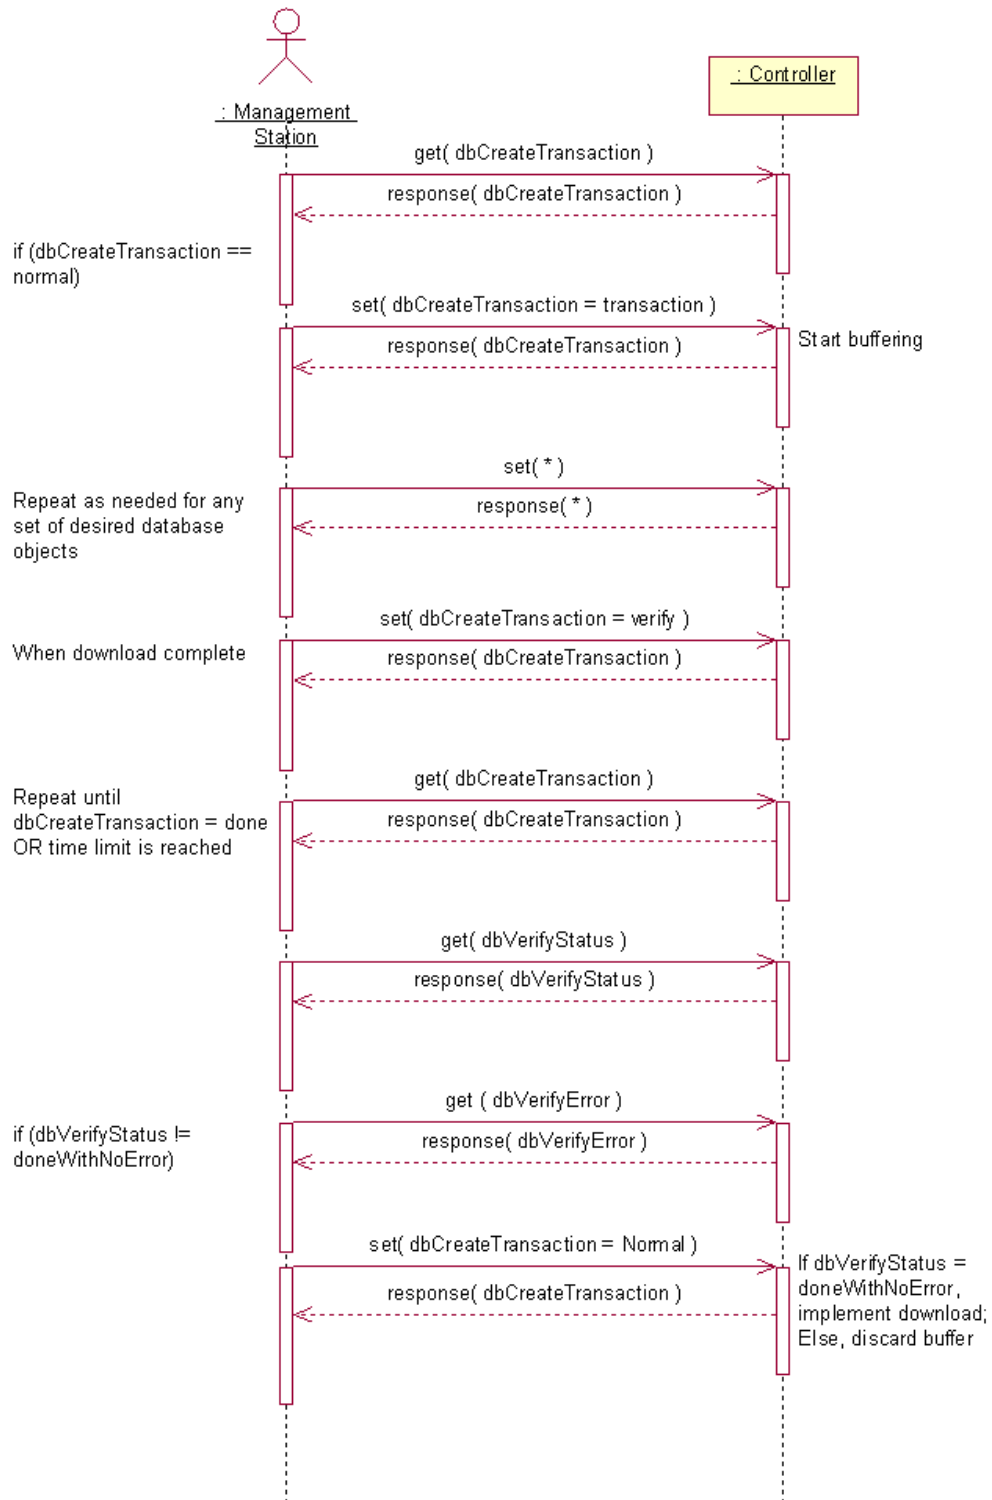 : Controller
: Management
Station
get( dbCreateTransaction )
response( dbCreateTransaction )
if (dbCreateTransaction ==
normal)
set( dbCreateTransaction = transaction )
Start buffering
response( dbCreateTransaction )
set( * )
Repeat as needed for any
set of desired database
objects
response( * )
set( dbCreateTransaction = verify )
When download complete
response( dbCreateTransaction )
get( dbCreateTransaction )
Repeat until
dbCreateTransaction = done
OR time limit is reached
response( dbCreateTransaction )
get( dbVerifyStatus )
response( dbVerifyStatus )
get ( dbVerifyError )
if (dbVerifyStatus !=
doneWithNoError)
response( dbVerifyError )
set( dbCreateTransaction = Normal )
If dbVerifyStatus =
doneWithNoError,
implement download;
Else, discard buffer
response( dbCreateTransaction )